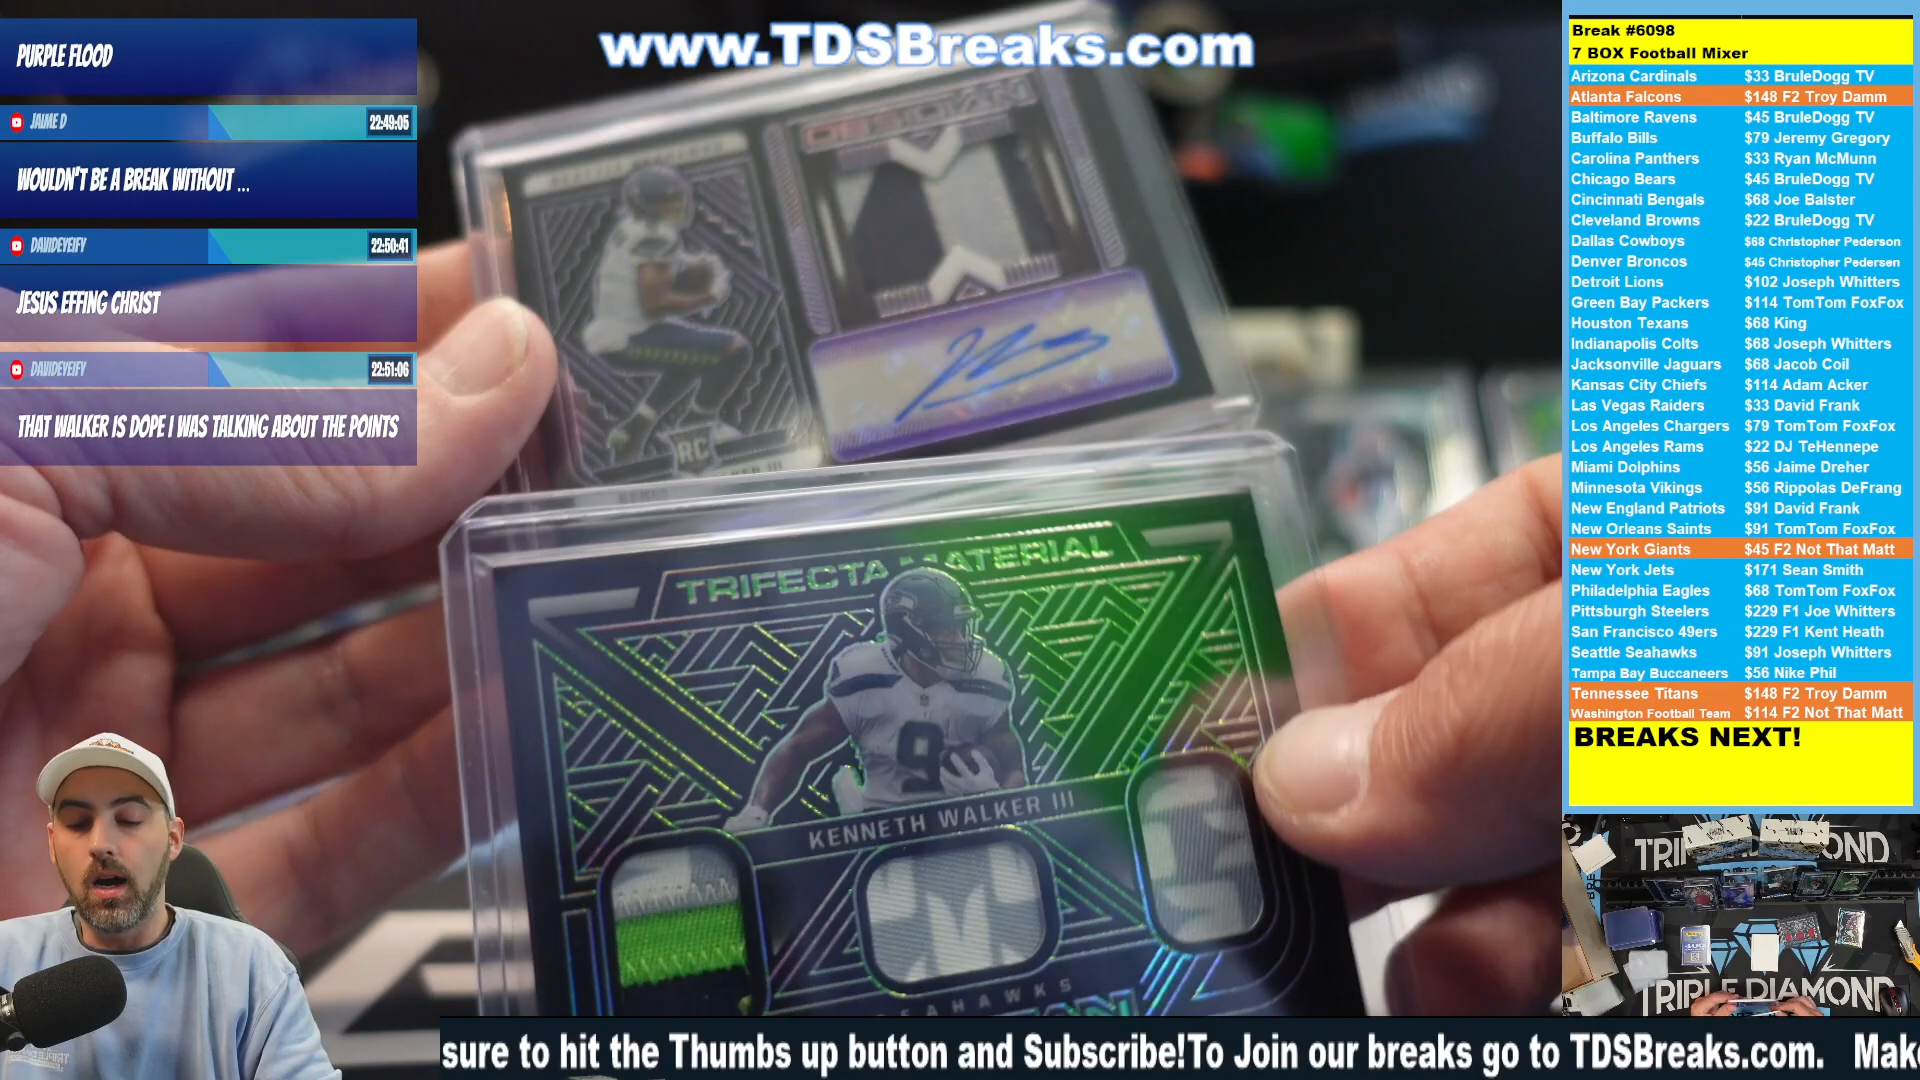 PURPLE FLOOD
JAIME D 22:49:05
WOULDN'T BE A BREAK WITHOUT ...
DAVIDEYEIFY 22:50:41
JESUS EFFING CHRIST
DAVIDEYEIFY 22:51:06
THAT WALKER IS DOPE I WAS TALKING ABOUT THE POINTS
www.TDSBreaks.com
OBSIDIAN
RC
TRIFECTA MATERIAL
9
KENNETH WALKER III
SEAHAWKS
Break #6098
7 BOX Football Mixer
Arizona Cardinals $33 BruleDogg TV
Atlanta Falcons $148 F2 Troy Damm
Baltimore Ravens $45 BruleDogg TV
Buffalo Bills $79 Jeremy Gregory
Carolina Panthers $33 Ryan McMunn
Chicago Bears $45 BruleDogg TV
Cincinnati Bengals $68 Joe Balster
Cleveland Browns $22 BruleDogg TV
Dallas Cowboys $68 Christopher Pederson
Denver Broncos $45 Christopher Pedersen
Detroit Lions $102 Joseph Whitters
Green Bay Packers $114 TomTom FoxFox
Houston Texans $68 King
Indianapolis Colts $68 Joseph Whitters
Jacksonville Jaguars $68 Jacob Coil
Kansas City Chiefs $114 Adam Acker
Las Vegas Raiders $33 David Frank
Los Angeles Chargers $79 TomTom FoxFox
Los Angeles Rams $22 DJ TeHennepe
Miami Dolphins $56 Jaime Dreher
Minnesota Vikings $56 Rippolas DeFrang
New England Patriots $91 David Frank
New Orleans Saints $91 TomTom FoxFox
New York Giants $45 F2 Not That Matt
New York Jets $171 Sean Smith
Philadelphia Eagles $68 TomTom FoxFox
Pittsburgh Steelers $229 F1 Joe Whitters
San Francisco 49ers $229 F1 Kent Heath
Seattle Seahawks $91 Joseph Whitters
Tampa Bay Buccaneers $56 Nike Phil
Tennessee Titans $148 F2 Troy Damm
Washington Football Team $114 F2 Not That Matt
BREAKS NEXT!
TRIPLE DIAMOND
sure to hit the Thumbs up button and Subscribe!To Join our breaks go to TDSBreaks.com. Make